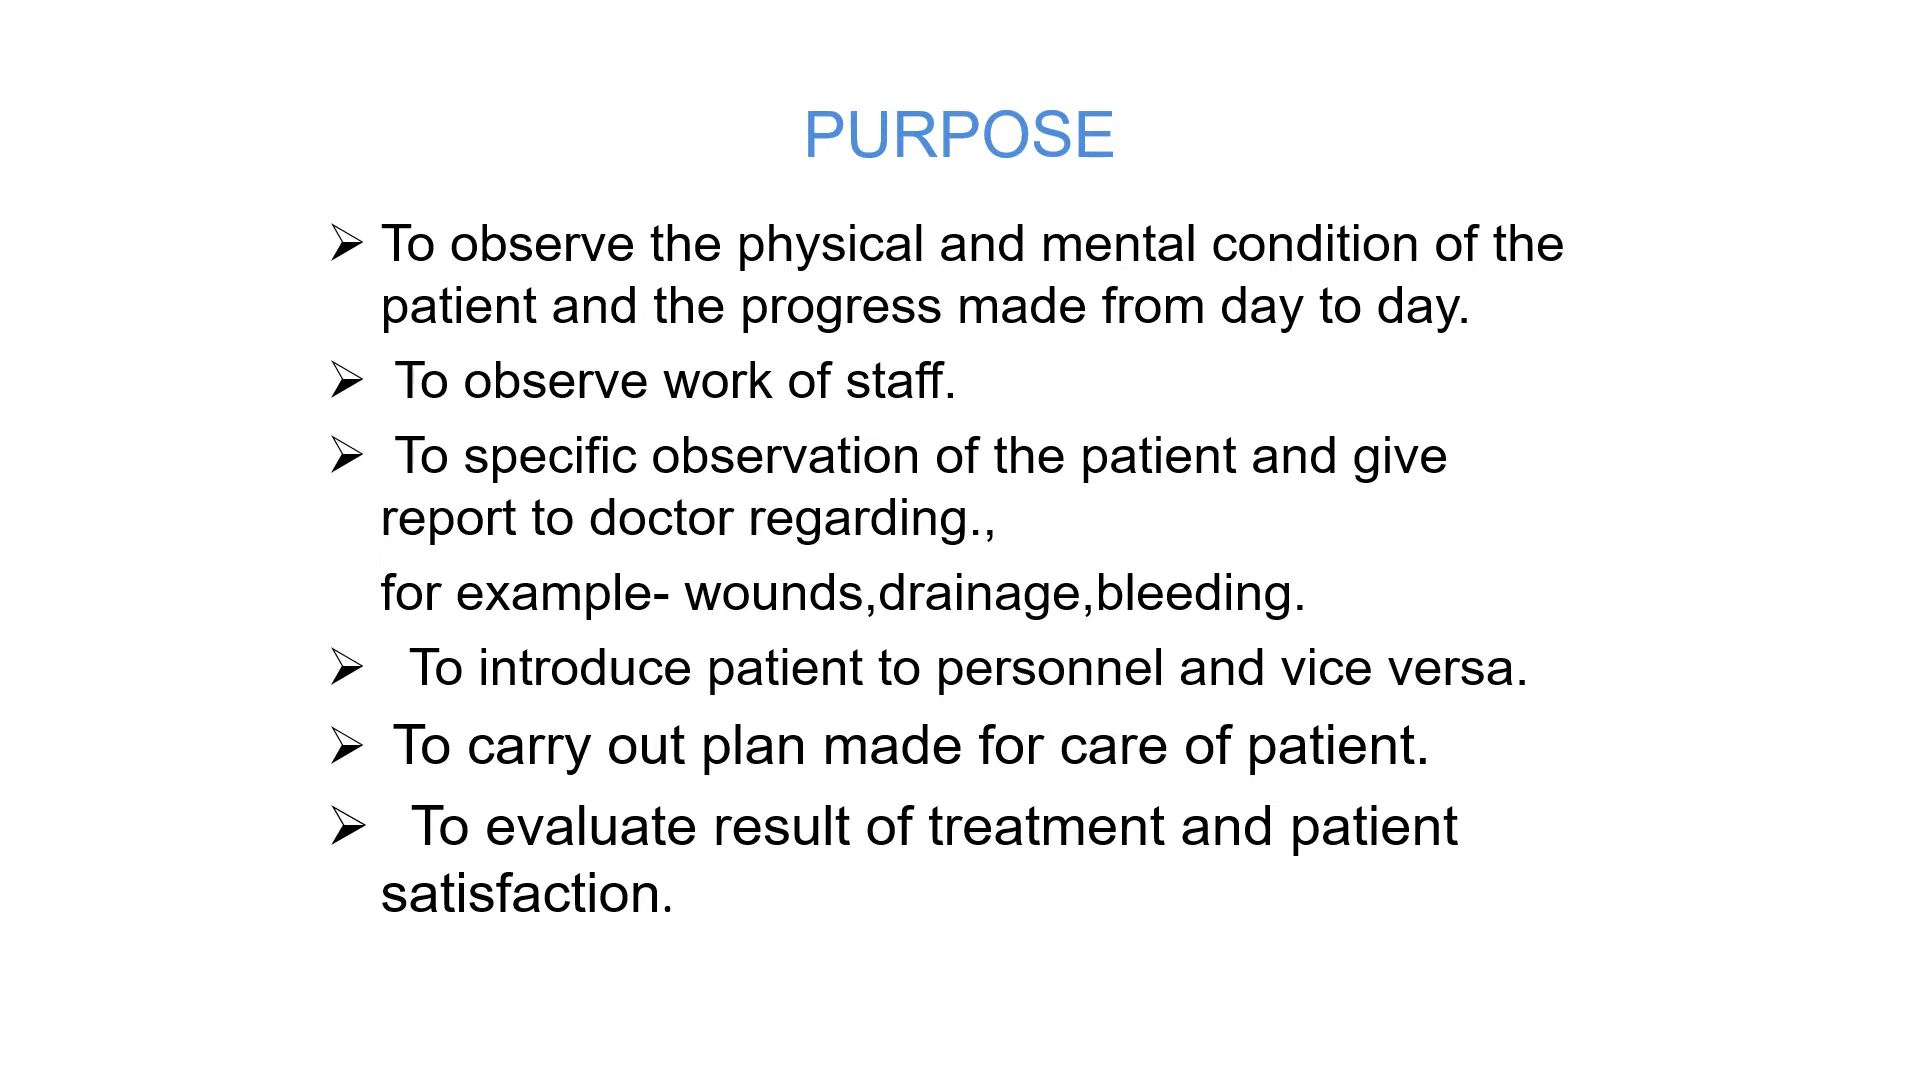 PURPOSE
➢ To observe the physical and mental condition of the
patient and the progress made from day to day.
➢ To observe work of staff.
➢ To specific observation of the patient and give
report to doctor regarding.,
for example- wounds,drainage,bleeding.
➢ To introduce patient to personnel and vice versa.
➢ To carry out plan made for care of patient.
➢ To evaluate result of treatment and patient
satisfaction.